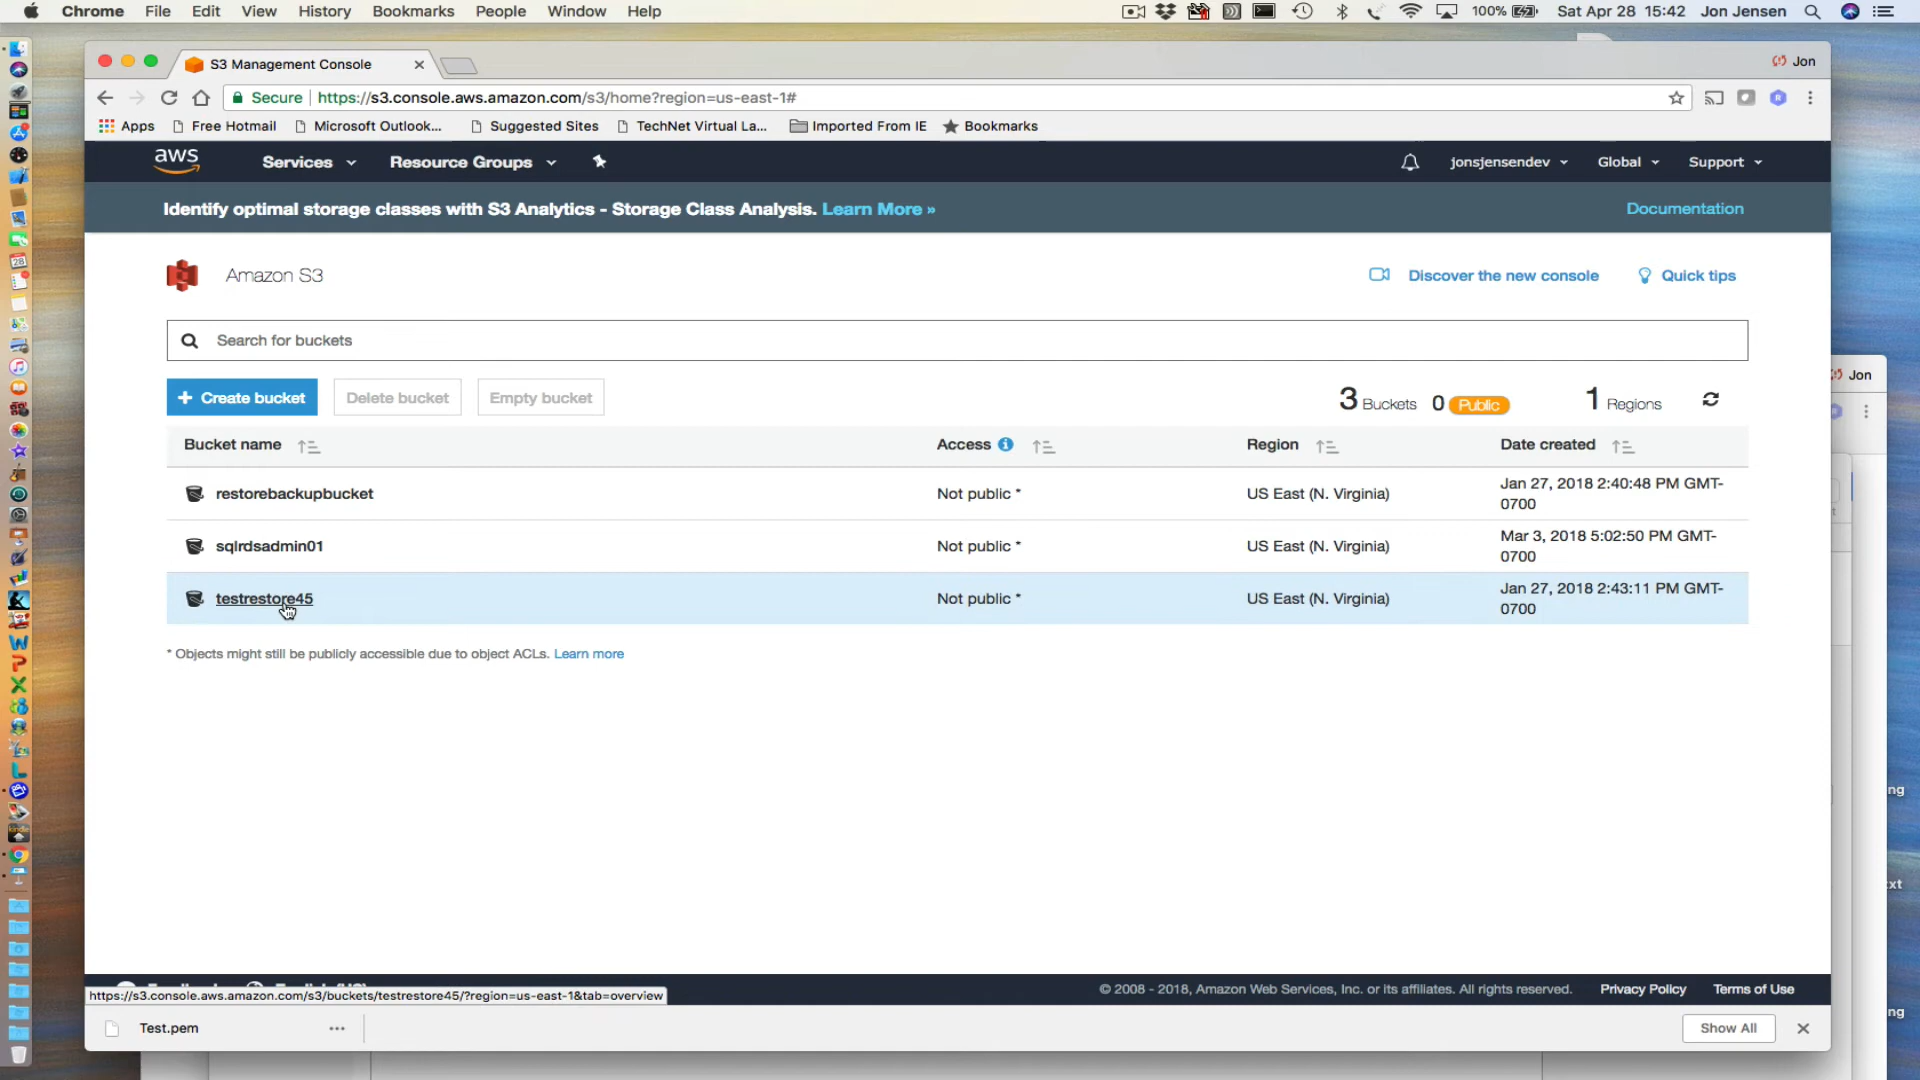 Chrome File Edit View History Bookmarks People Window Help 100% Sat Apr 28 15:42 Jon Jensen
S3 Management Console Jon
Secure https://s3.console.aws.amazon.com/s3/home?region=us-east-1#
Apps Free Hotmail Microsoft Outlook... Suggested Sites TechNet Virtual La... Imported From IE Bookmarks
aws Services Resource Groups jonsjensendev Global Support
Identify optimal storage classes with S3 Analytics - Storage Class Analysis. Learn More » Documentation
Amazon S3 Discover the new console Quick tips
Search for buckets
Jon
+ Create bucket Delete bucket Empty bucket 3 Buckets 0 Public 1 Regions
Bucket name Access Region Date created
restorebackupbucket Not public * US East (N. Virginia) Jan 27, 2018 2:40:48 PM GMT-
0700
sqlrdsadmin01 Not public * US East (N. Virginia) Mar 3, 2018 5:02:50 PM GMT-
0700
testrestore45 Not public * US East (N. Virginia) Jan 27, 2018 2:43:11 PM GMT-
0700
* Objects might still be publicly accessible due to object ACLs. Learn more
ng
xt
© 2008 - 2018, Amazon Web Services, Inc. or its affiliates. All rights reserved. Privacy Policy Terms of Use
https://s3.console.aws.amazon.com/s3/buckets/testrestore45/?region=us-east-1&tab=overview
ng
Test.pem Show All